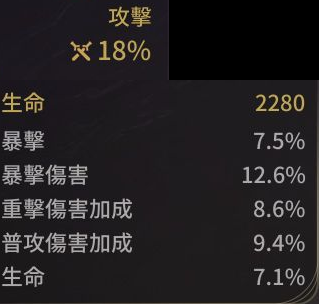 攻擊
18%
生命 2280
暴擊 7.5%
暴擊傷害 12.6%
重擊傷害加成 8.6%
普攻傷害加成 9.4%
生命 7.1%